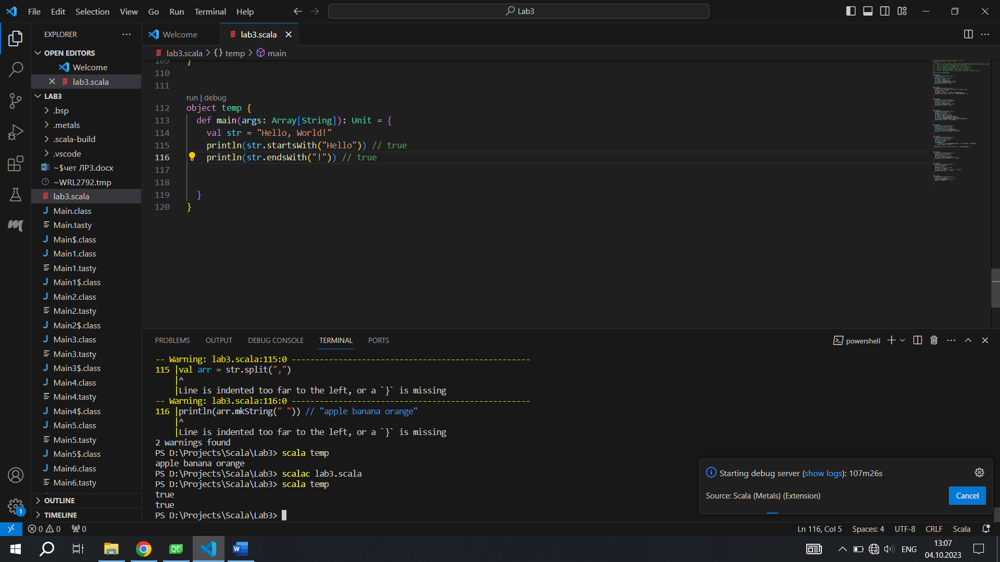 File Edit Selection View Go Run Terminal Help
Lab3
EXPLORER
Welcome
lab3.scala
OPEN EDITORS
Welcome
lab3.scala
LAB3
.bsp
.metals
.scala-build
.vscode
~$чет ЛР3.docx
~WRL2792.tmp
lab3.scala
Main.class
Main.tasty
Main$.class
Main1.class
Main1.tasty
Main1$.class
Main2.class
Main2.tasty
Main2$.class
Main3.class
Main3.tasty
Main3$.class
Main4.class
Main4.tasty
Main4$.class
Main5.class
Main5.tasty
Main5$.class
Main6.class
Main6.tasty
OUTLINE
TIMELINE
lab3.scala > {} temp > main
109 }
110
111
run | debug
112 object temp {
113 def main(args: Array[String]): Unit = {
114 val str = "Hello, World!"
115 println(str.startsWith("Hello")) // true
116 println(str.endsWith("!")) // true
117
118
119 }
120 }
PROBLEMS OUTPUT DEBUG CONSOLE TERMINAL PORTS
powershell
-- Warning: lab3.scala:115:0 ---------------------------------------------------
115 |val arr = str.split(",")
|^
|Line is indented too far to the left, or a `}` is missing
-- Warning: lab3.scala:116:0 ---------------------------------------------------
116 |println(arr.mkString(" ")) // "apple banana orange"
|^
|Line is indented too far to the left, or a `}` is missing
2 warnings found
PS D:\Projects\Scala\Lab3> scala temp
apple banana orange
PS D:\Projects\Scala\Lab3> scalac lab3.scala
PS D:\Projects\Scala\Lab3> scala temp
true
true
PS D:\Projects\Scala\Lab3>
Starting debug server (show logs): 107m26s
Source: Scala (Metals) (Extension)
Cancel
1
0 0 0
Ln 116, Col 5 Spaces: 4 UTF-8 CRLF Scala
QC
ENG
13:07
04.10.2023